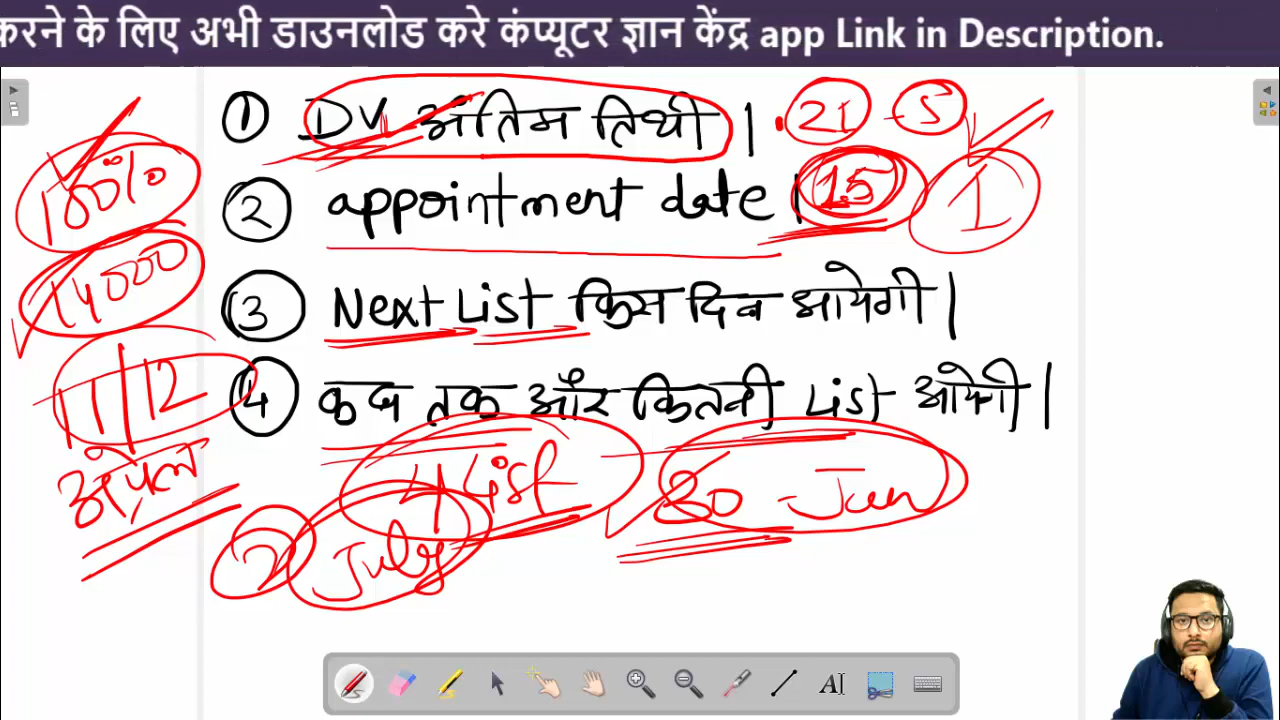 करने के लिए अभी डाउनलोड करे कंप्यूटर ज्ञान केंद्र app Link in Description.
① DV अंतिम तिथी | 21 - 5
② appointment date | 15 1
③ Next List किस दिन आयेगी |
④ कब तक और कितनी List आयेगी |
100%
14000
11/12
अप्रैल
4 List 30 - Jun
2 July
AI